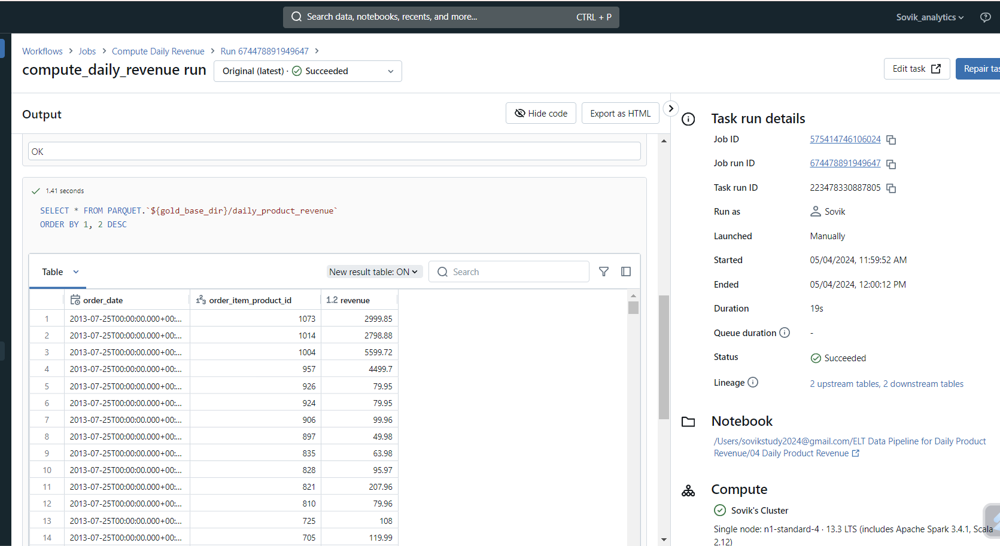 Search data, notebooks, recents, and more... CTRL + P
Sovik_analytics
Workflows > Jobs > Compute Daily Revenue > Run 674478891949647 >
compute_daily_revenue run
Original (latest) · Succeeded
Edit task
Repair tas
Output
Hide code
Export as HTML
OK
1.41 seconds
SELECT * FROM PARQUET.`${gold_base_dir}/daily_product_revenue`
ORDER BY 1, 2 DESC
Table
New result table: ON
Search
order_date 1²3 order_item_product_id 1.2 revenue
1 2013-07-25T00:00:00.000+00:... 1073 2999.85
2 2013-07-25T00:00:00.000+00:... 1014 2798.88
3 2013-07-25T00:00:00.000+00:... 1004 5599.72
4 2013-07-25T00:00:00.000+00:... 957 4499.7
5 2013-07-25T00:00:00.000+00:... 926 79.95
6 2013-07-25T00:00:00.000+00:... 924 79.95
7 2013-07-25T00:00:00.000+00:... 906 99.96
8 2013-07-25T00:00:00.000+00:... 897 49.98
9 2013-07-25T00:00:00.000+00:... 835 63.98
10 2013-07-25T00:00:00.000+00:... 828 95.97
11 2013-07-25T00:00:00.000+00:... 821 207.96
12 2013-07-25T00:00:00.000+00:... 810 79.96
13 2013-07-25T00:00:00.000+00:... 725 108
14 2013-07-25T00:00:00.000+00:... 705 119.99
Task run details
Job ID 575414746106024
Job run ID 674478891949647
Task run ID 223478330887805
Run as Sovik
Launched Manually
Started 05/04/2024, 11:59:52 AM
Ended 05/04/2024, 12:00:12 PM
Duration 19s
Queue duration -
Status Succeeded
Lineage 2 upstream tables, 2 downstream tables
Notebook
/Users/sovikstudy2024@gmail.com/ELT Data Pipeline for Daily Product
Revenue/04 Daily Product Revenue
Compute
Sovik's Cluster
Single node: n1-standard-4 · 13.3 LTS (includes Apache Spark 3.4.1, Scala
2.12)